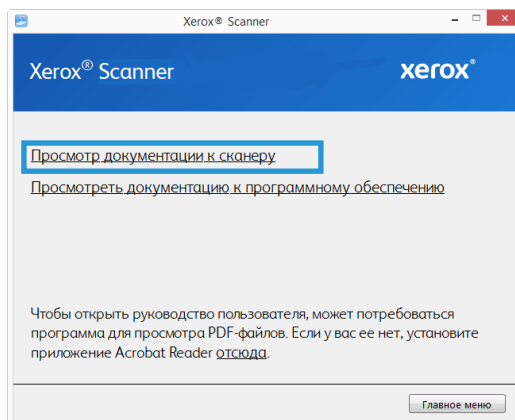 Xerox® Scanner
Xerox® Scanner
xerox®
Просмотр документации к сканеру
Просмотреть документацию к программному обеспечению
Чтобы открыть руководство пользователя, может потребоваться
программа для просмотра PDF-файлов. Если у вас ее нет, установите
приложение Acrobat Reader отсюда.
Главное меню